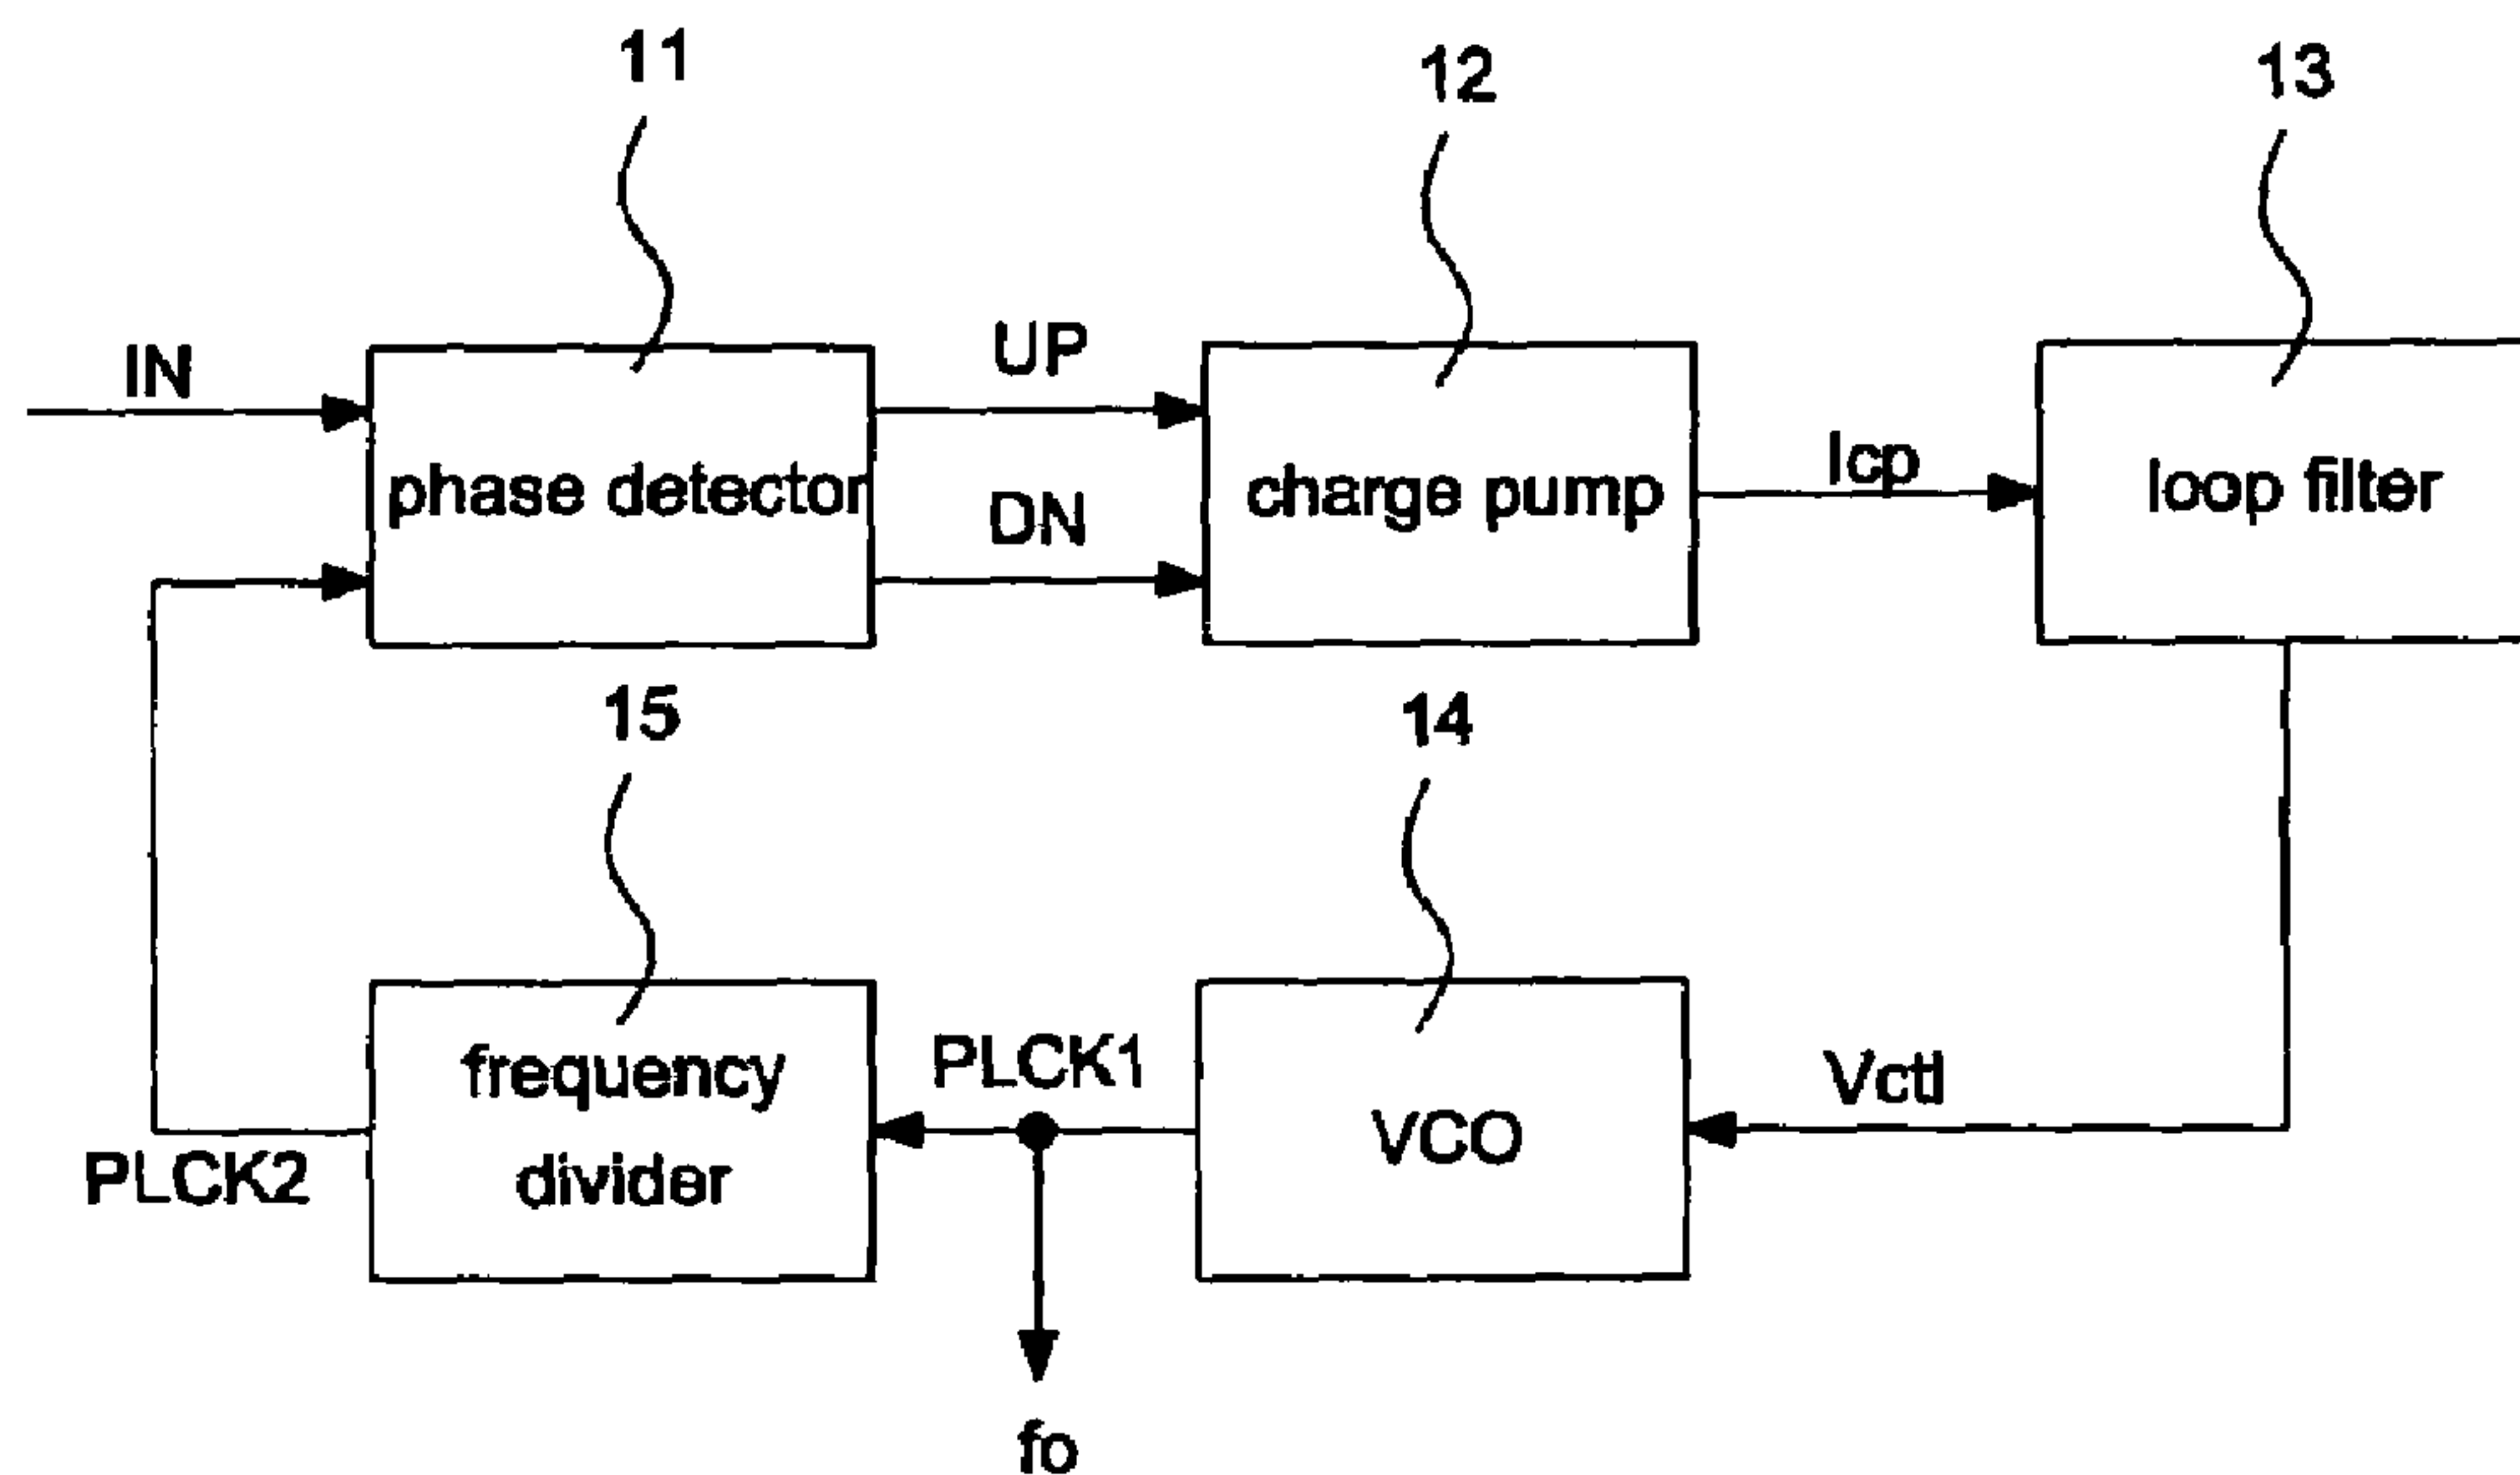 11
12
13
IN
UP
phase detector
DN
charge pump
Icp
loop filter
15
14
frequency
divider
PLCK1
VCO
Vctl
PLCK2
fo